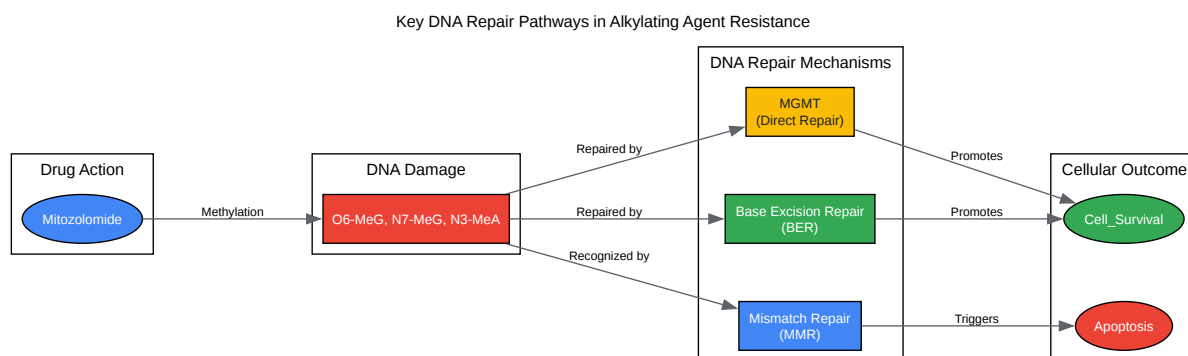 Key DNA Repair Pathways in Alkylating Agent Resistance
Drug Action
Mitozolomide
Methylation
DNA Damage
O6-MeG, N7-MeG, N3-MeA
Repaired by
Repaired by
Recognized by
DNA Repair Mechanisms
MGMT
(Direct Repair)
Base Excision Repair
(BER)
Mismatch Repair
(MMR)
Promotes
Promotes
Triggers
Cellular Outcome
Cell_Survival
Apoptosis